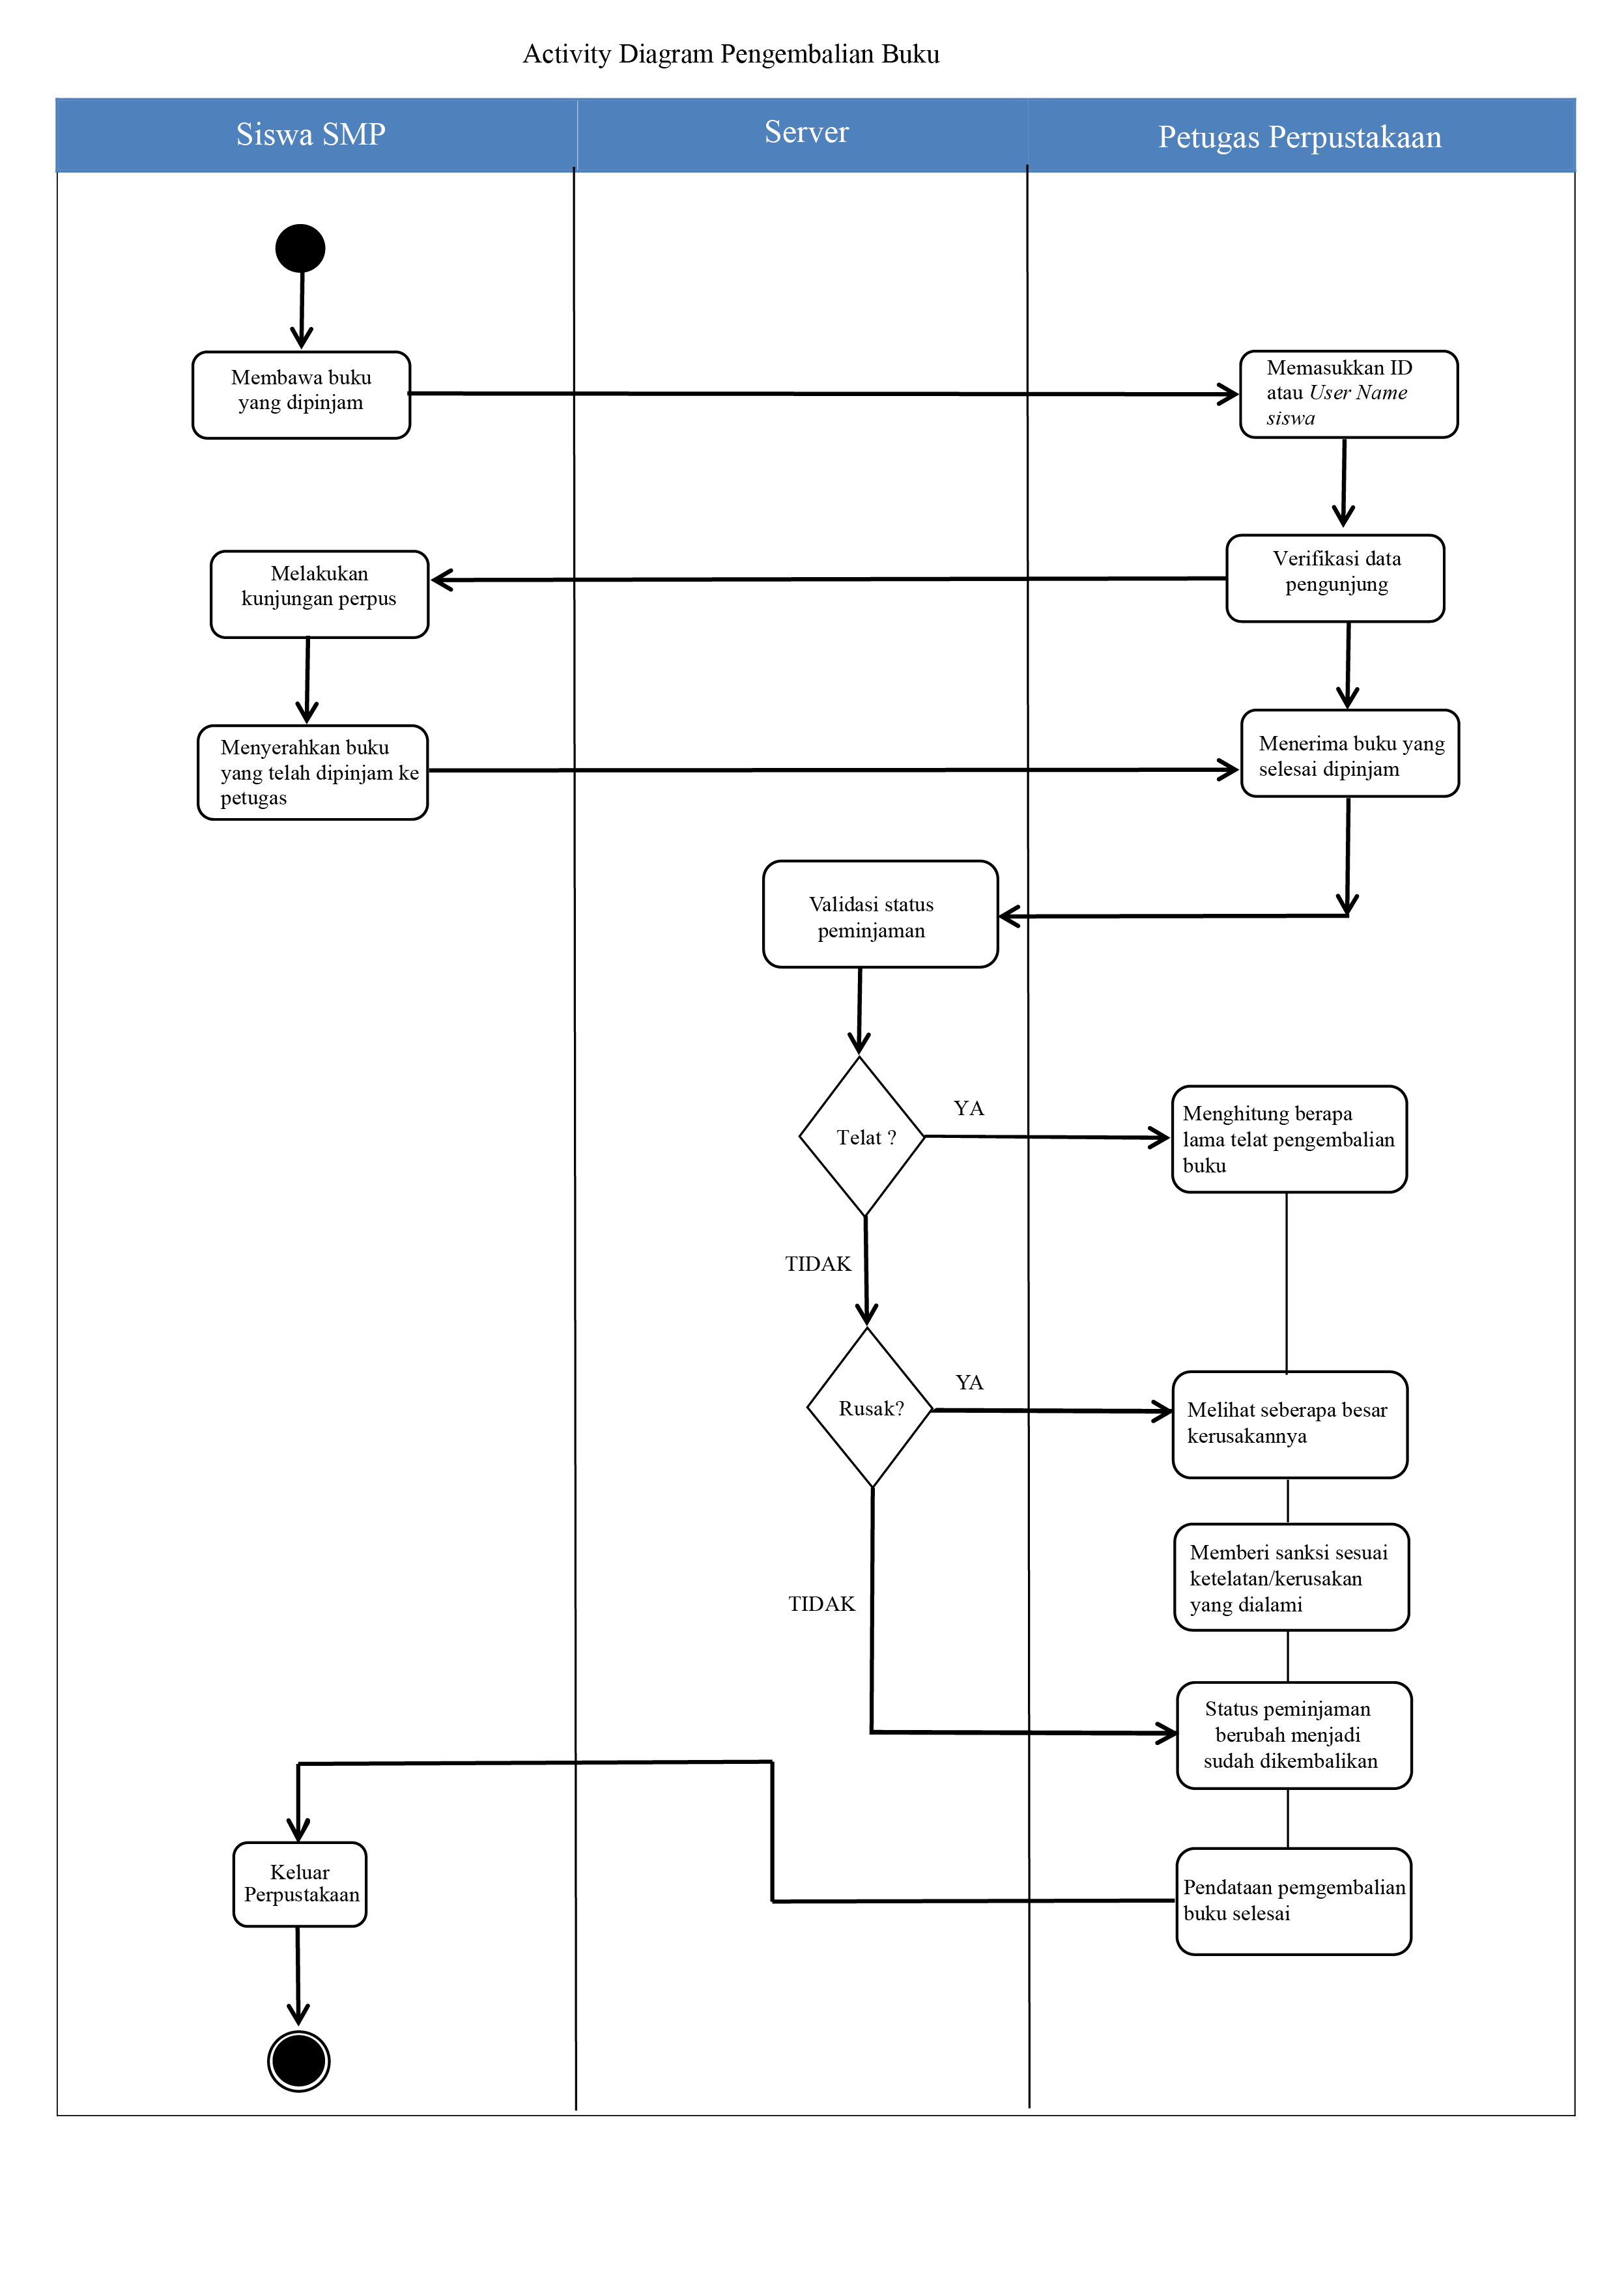 Activity Diagram Pengembalian Buku
Siswa SMP
Server
Petugas Perpustakaan
Membawa buku
yang dipinjam
Memasukkan ID
atau User Name
siswa
Melakukan
kunjungan perpus
Verifikasi data
pengunjung
Menyerahkan buku
yang telah dipinjam ke
petugas
Menerima buku yang
selesai dipinjam
Validasi status
peminjaman
Telat ?
YA
Menghitung berapa
lama telat pengembalian
buku
TIDAK
Rusak?
YA
Melihat seberapa besar
kerusakannya
Memberi sanksi sesuai
ketelatan/kerusakan
yang dialami
TIDAK
Status peminjaman
berubah menjadi
sudah dikembalikan
Keluar
Perpustakaan
Pendataan pemgembalian
buku selesai